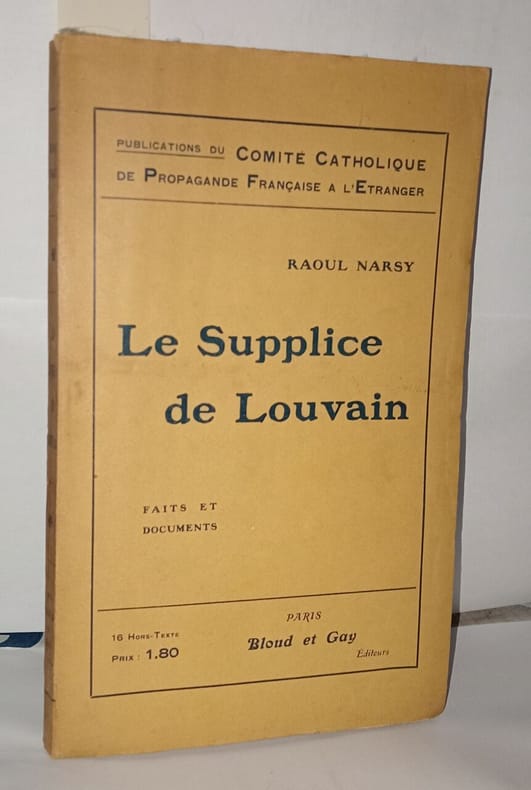 PUBLICATIONS DU COMITÉ CATHOLIQUE
DE PROPAGANDE FRANÇAISE A L'ETRANGER
RAOUL NARSY
Le Supplice
de Louvain
FAITS ET
DOCUMENTS
16 HORS-TEXTE
PRIX : 1.80
PARIS
Bloud et Gay
Éditeurs